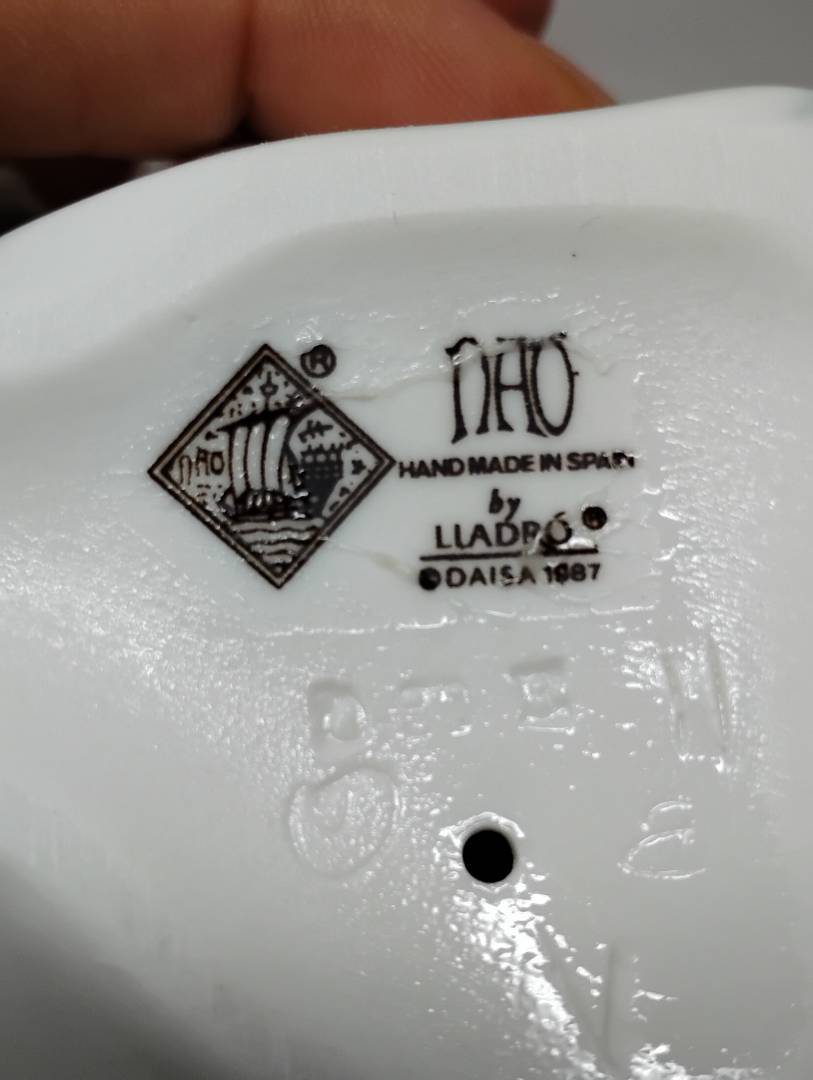 ®
NAO
NAO
HAND MADE IN SPAIN
by
LLADRÓ®
© DAISA 1987